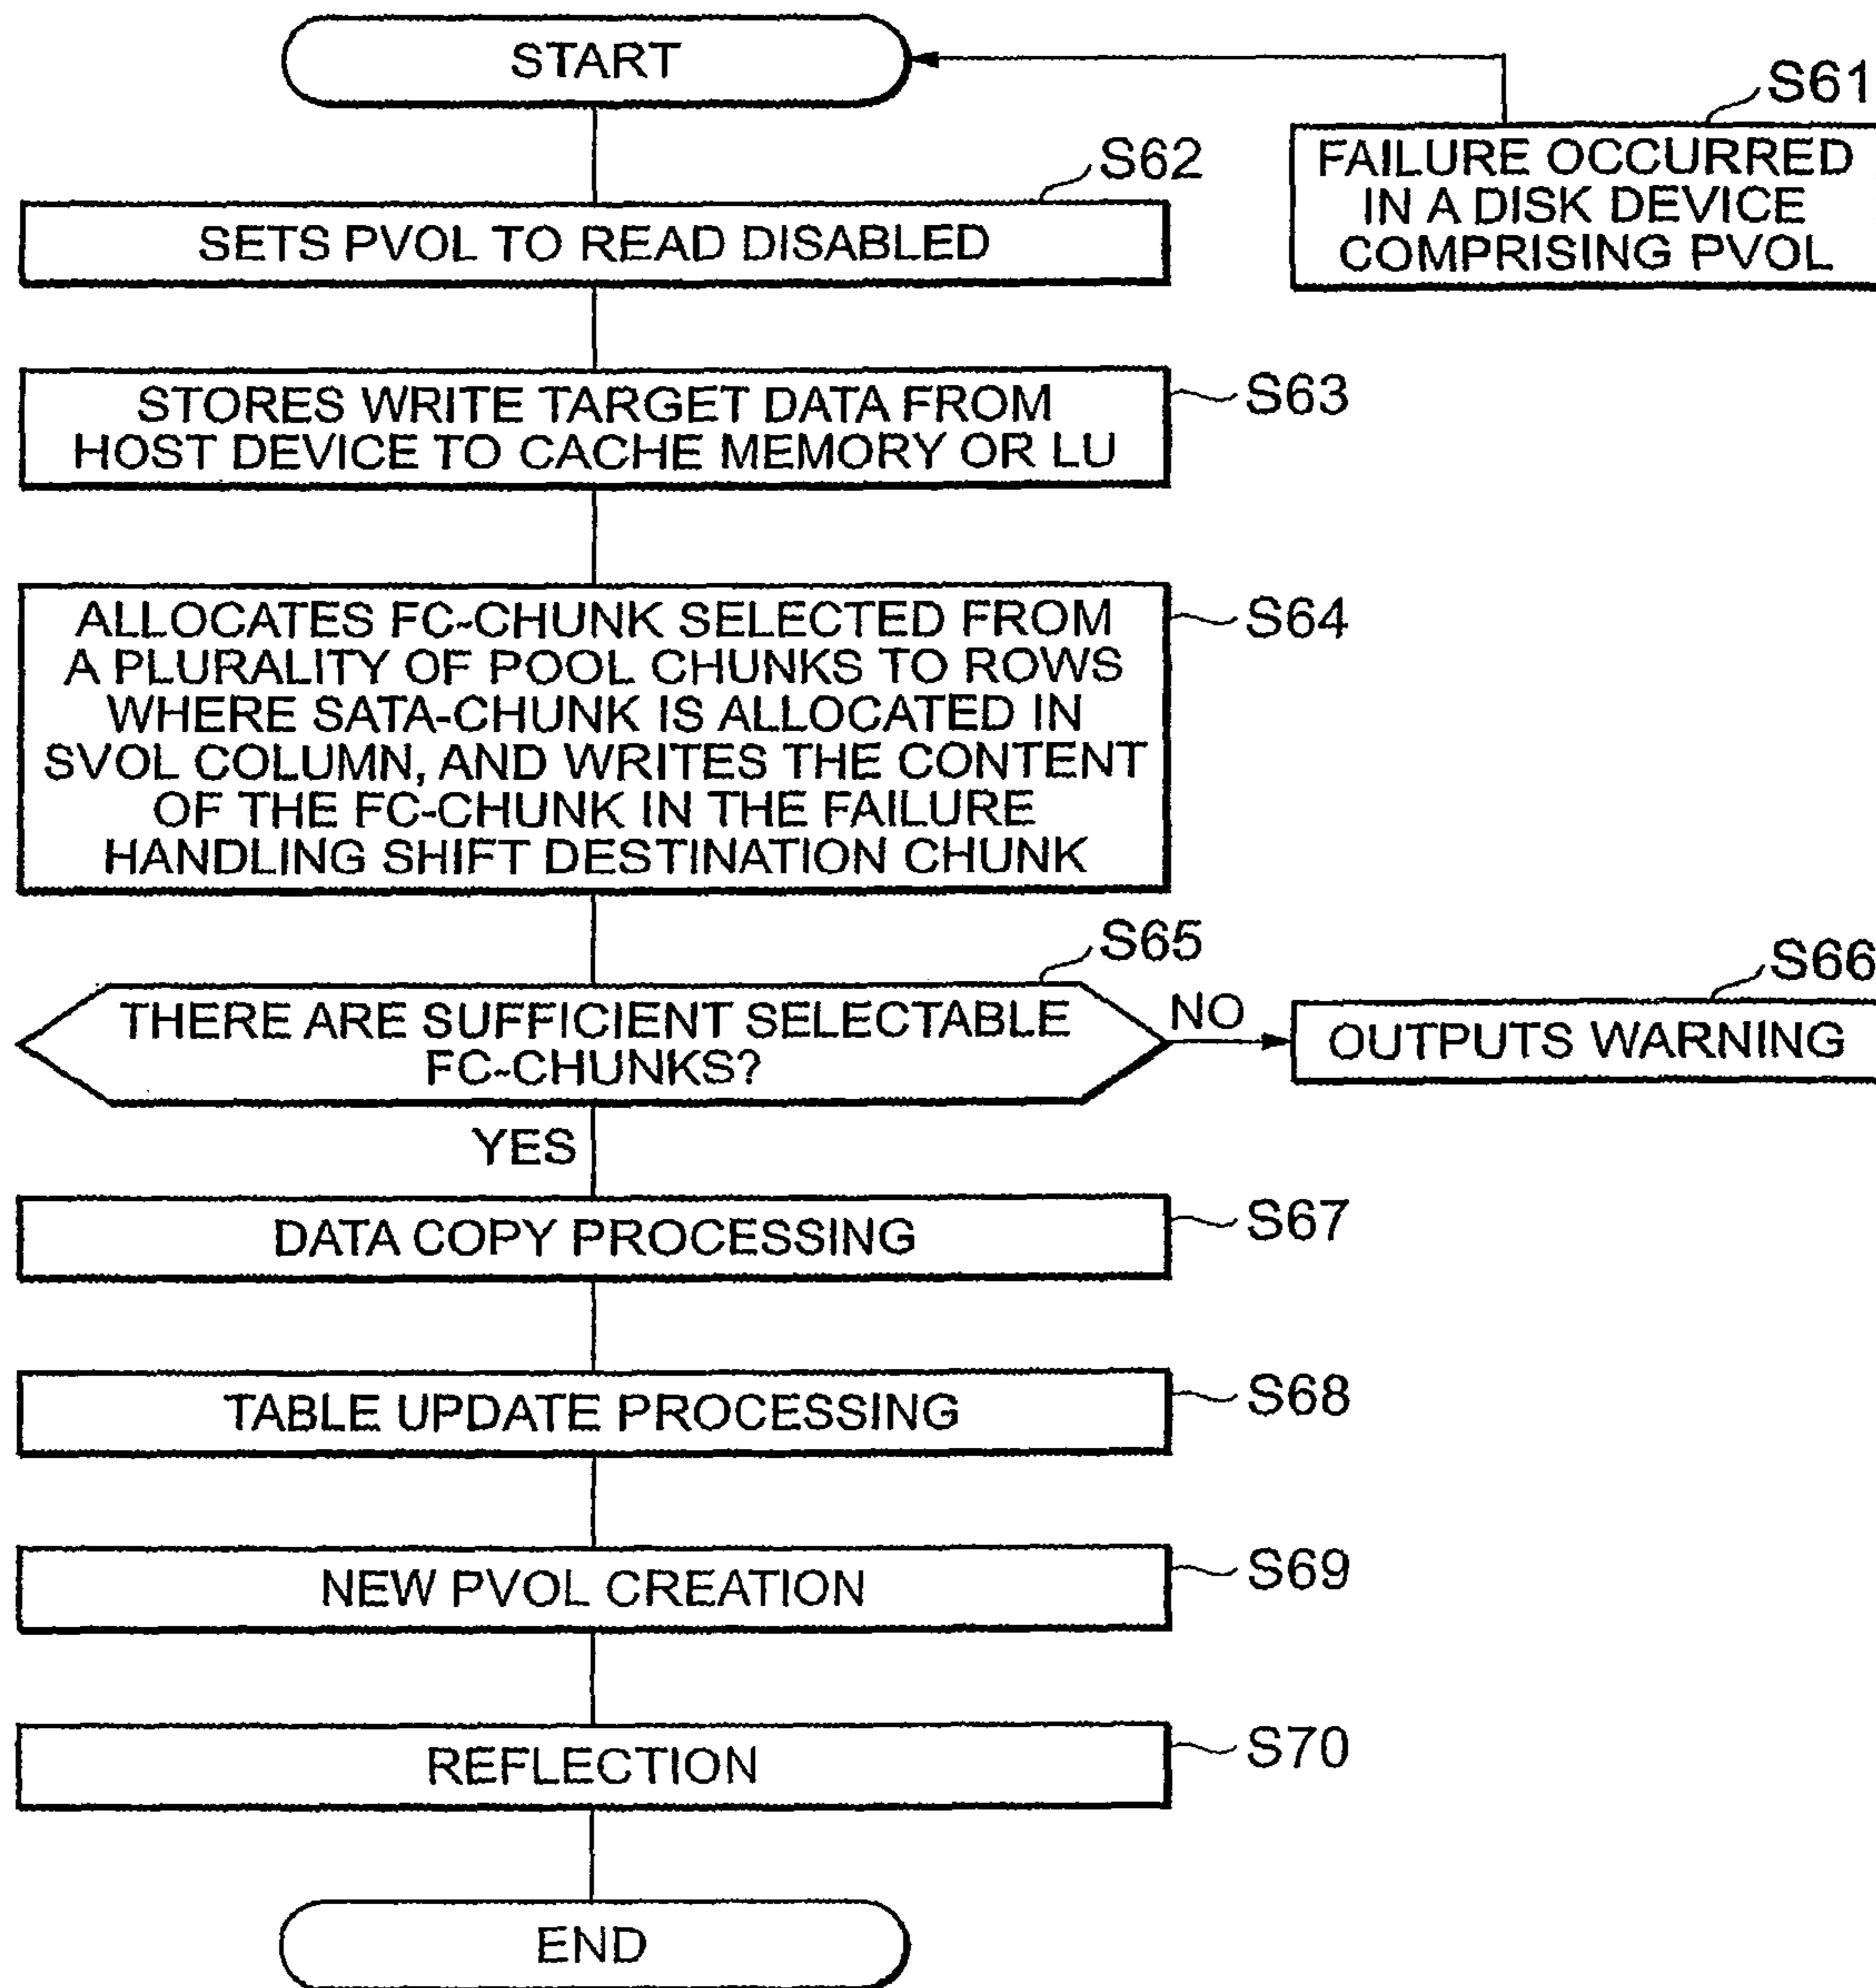 START
S61
FAILURE OCCURRED
IN A DISK DEVICE
COMPRISING PVOL
S62
SETS PVOL TO READ DISABLED
STORES WRITE TARGET DATA FROM
HOST DEVICE TO CACHE MEMORY OR LU
S63
ALLOCATES FC-CHUNK SELECTED FROM
A PLURALITY OF POOL CHUNKS TO ROWS
WHERE SATA-CHUNK IS ALLOCATED IN
SVOL COLUMN, AND WRITES THE CONTENT
OF THE FC-CHUNK IN THE FAILURE
HANDLING SHIFT DESTINATION CHUNK
S64
S65
THERE ARE SUFFICIENT SELECTABLE
FC-CHUNKS?
NO
S66
OUTPUTS WARNING
YES
DATA COPY PROCESSING
S67
TABLE UPDATE PROCESSING
S68
NEW PVOL CREATION
S69
REFLECTION
S70
END